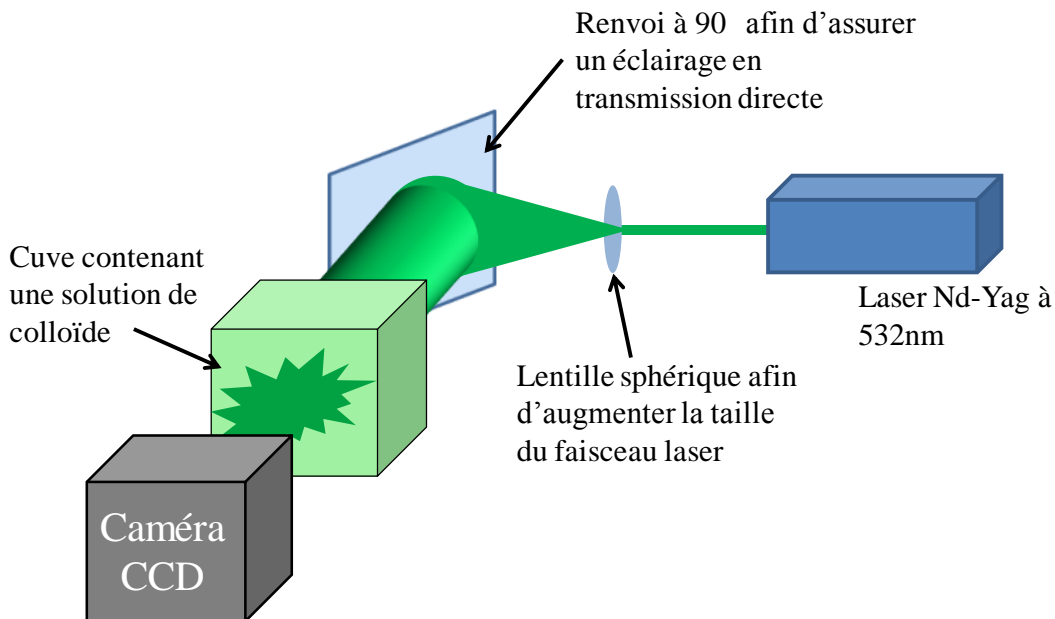 Renvoi à 90 afin d'assurer
un éclairage en
transmission directe
Cuve contenant
une solution de
colloïde
Laser Nd-Yag à
532nm
Lentille sphérique afin
d'augmenter la taille
du faisceau laser
Caméra
CCD